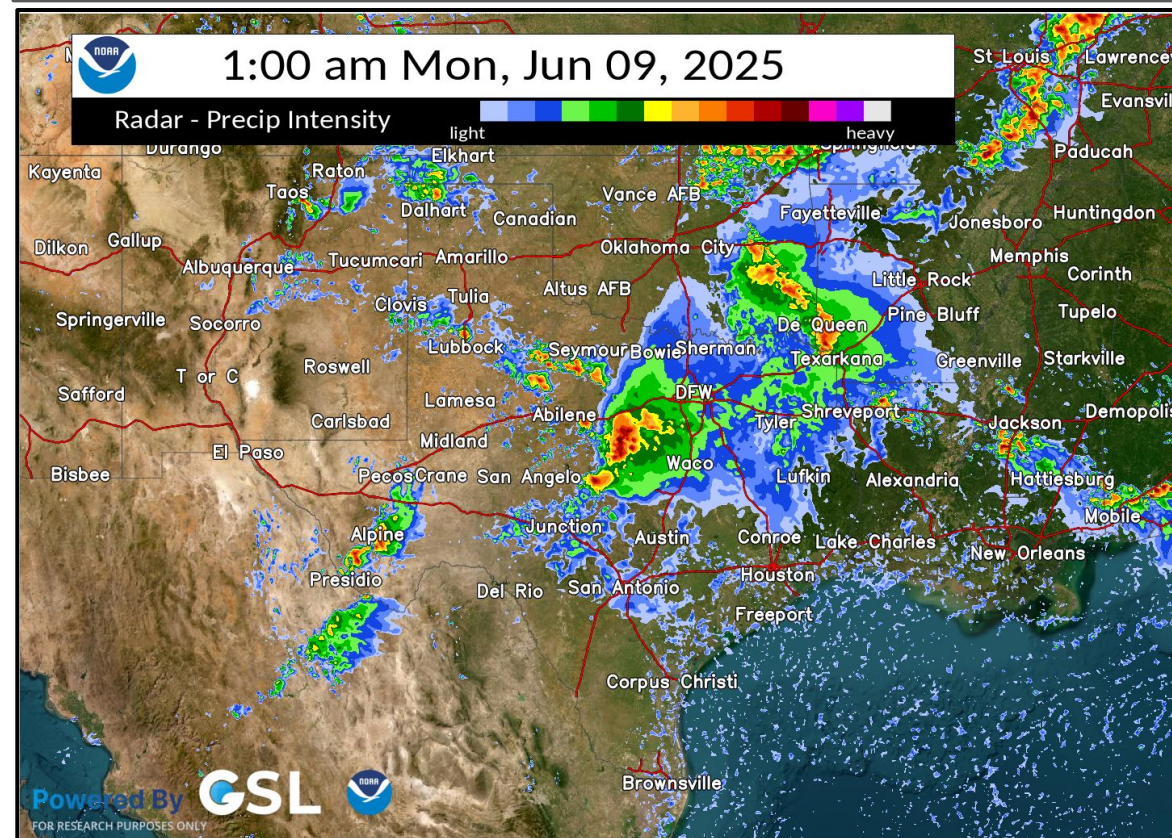 NOAA
1:00 am Mon, Jun 09, 2025
Radar - Precip Intensity
light
heavy
St Louis
Lawrencev
Evansvil
Durango
Elkhart
Springfield
Paducah
Kayenta
Raton
Taos
Vance AFB
Dalhart
Canadian
Fayetteville
Jonesboro
Huntingdon
Dilkon
Gallup
Oklahoma City
Memphis
Albuquerque
Tucumcari
Amarillo
Little Rock
Corinth
Clovis
Tulia
Altus AFB
Springerville
Socorro
De Queen
Pine Bluff
Tupelo
Lubbock
Seymour
Bowie
Sherman
Texarkana
Greenville
Starkville
T or C
Roswell
Safford
Lamesa
Abilene
DFW
Carlsbad
Tyler
Shreveport
Jackson
Demopolis
El Paso
Midland
Bisbee
Pecos
Crane
San Angelo
Waco
Lufkin
Alexandria
Hattiesburg
Alpine
Junction
Austin
Conroe
Lake Charles
Mobile
New Orleans
Presidio
Del Rio
San Antonio
Houston
Freeport
Corpus Christi
Brownsville
Powered By GSL NOAA
FOR RESEARCH PURPOSES ONLY